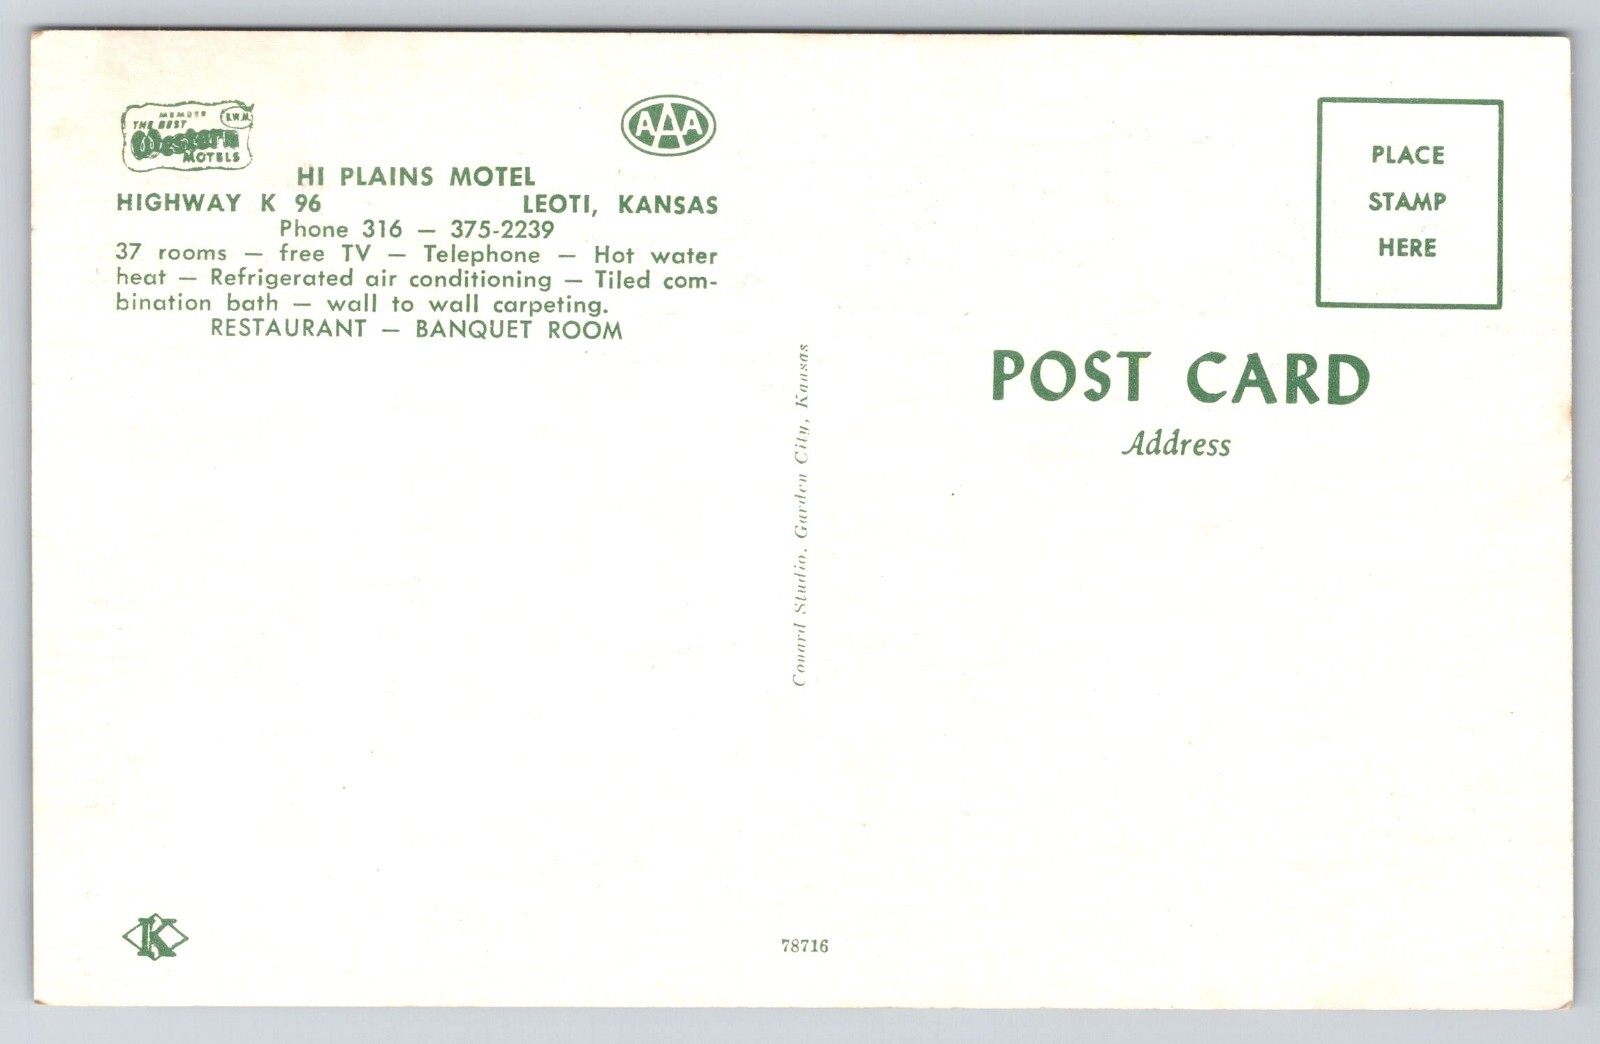 MEMBER
THE BEST
Western
MOTELS
B.W.M.
AAA
HI PLAINS MOTEL
HIGHWAY K 96 LEOTI, KANSAS
Phone 316 — 375-2239
37 rooms — free TV — Telephone — Hot water
heat — Refrigerated air conditioning — Tiled com-
bination bath — wall to wall carpeting.
RESTAURANT — BANQUET ROOM
Conard Studio, Garden City, Kansas
PLACE
STAMP
HERE
POST CARD
Address
K
78716